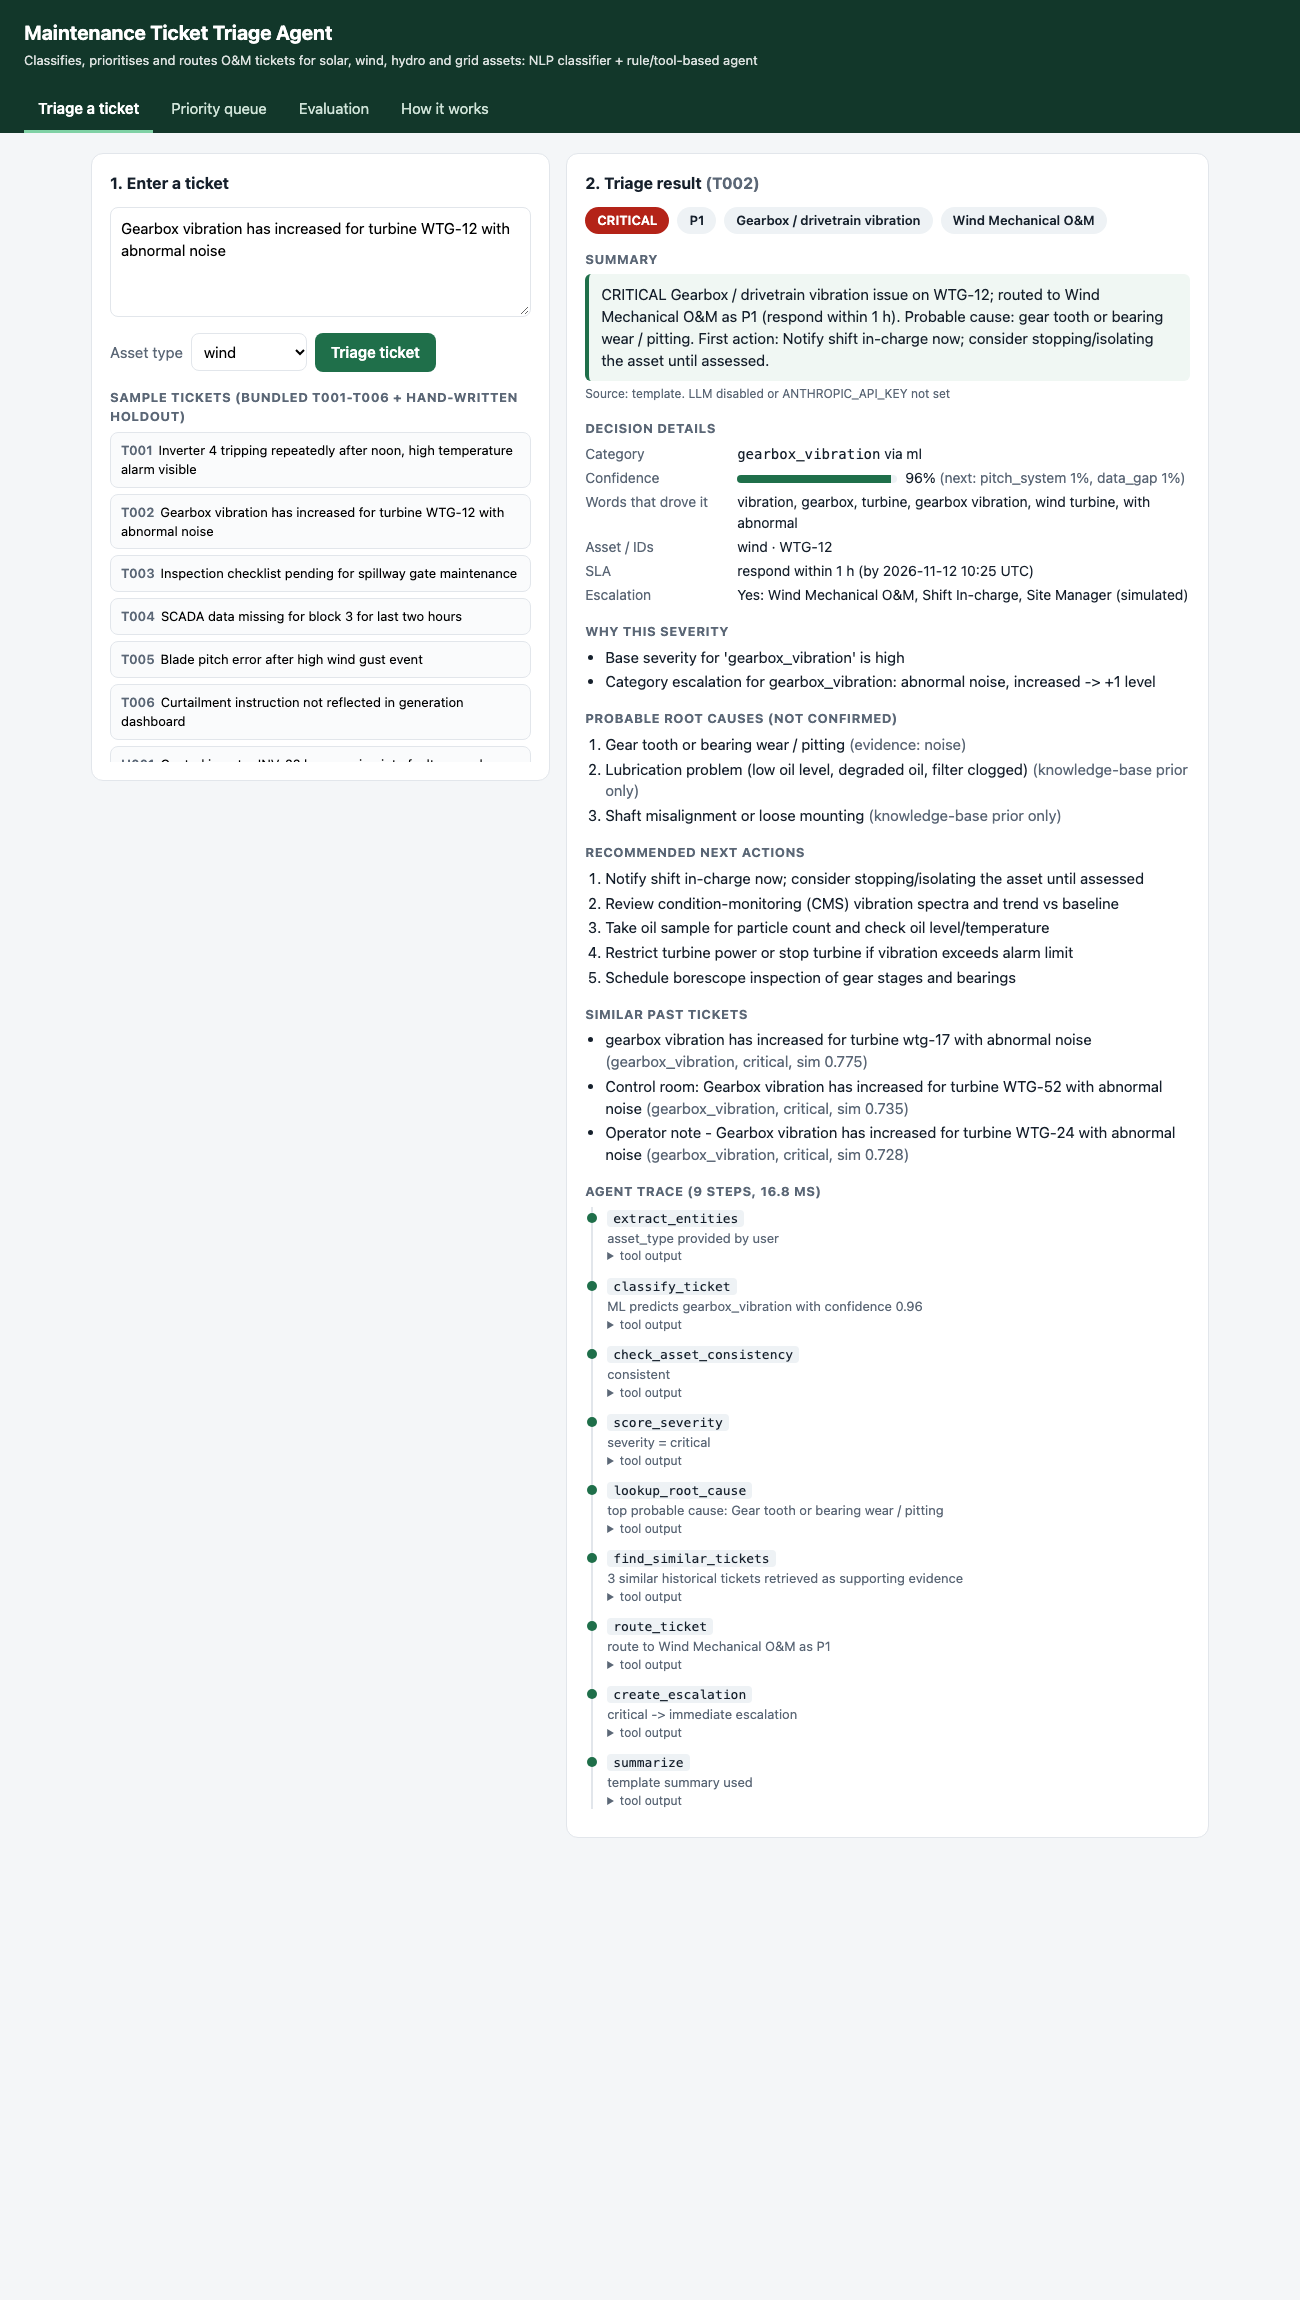 Maintenance Ticket Triage Agent
Classifies, prioritises and routes O&M tickets for solar, wind, hydro and grid assets: NLP classifier + rule/tool-based agent
Triage a ticket
Priority queue
Evaluation
How it works
1. Enter a ticket
Gearbox vibration has increased for turbine WTG-12 with
abnormal noise
Asset type
wind
Triage ticket
SAMPLE TICKETS (BUNDLED T001-T006 + HAND-WRITTEN
HOLDOUT)
T001 Inverter 4 tripping repeatedly after noon, high temperature
alarm visible
T002 Gearbox vibration has increased for turbine WTG-12 with
abnormal noise
T003 Inspection checklist pending for spillway gate maintenance
T004 SCADA data missing for block 3 for last two hours
T005 Blade pitch error after high wind gust event
T006 Curtailment instruction not reflected in generation
dashboard
2. Triage result (T002)
CRITICAL
P1
Gearbox / drivetrain vibration
Wind Mechanical O&M
SUMMARY
CRITICAL Gearbox / drivetrain vibration issue on WTG-12; routed to Wind
Mechanical O&M as P1 (respond within 1 h). Probable cause: gear tooth or bearing
wear / pitting. First action: Notify shift in-charge now; consider stopping/isolating
the asset until assessed.
Source: template. LLM disabled or ANTHROPIC_API_KEY not set
DECISION DETAILS
Category gearbox_vibration via ml
Confidence 96% (next: pitch_system 1%, data_gap 1%)
Words that drove it vibration, gearbox, turbine, gearbox vibration, wind turbine, with
abnormal
Asset / IDs wind · WTG-12
SLA respond within 1 h (by 2026-11-12 10:25 UTC)
Escalation Yes: Wind Mechanical O&M, Shift In-charge, Site Manager (simulated)
WHY THIS SEVERITY
• Base severity for 'gearbox_vibration' is high
• Category escalation for gearbox_vibration: abnormal noise, increased -> +1 level
PROBABLE ROOT CAUSES (NOT CONFIRMED)
1. Gear tooth or bearing wear / pitting (evidence: noise)
2. Lubrication problem (low oil level, degraded oil, filter clogged) (knowledge-base prior
only)
3. Shaft misalignment or loose mounting (knowledge-base prior only)
RECOMMENDED NEXT ACTIONS
1. Notify shift in-charge now; consider stopping/isolating the asset until assessed
2. Review condition-monitoring (CMS) vibration spectra and trend vs baseline
3. Take oil sample for particle count and check oil level/temperature
4. Restrict turbine power or stop turbine if vibration exceeds alarm limit
5. Schedule borescope inspection of gear stages and bearings
SIMILAR PAST TICKETS
• gearbox vibration has increased for turbine wtg-17 with abnormal noise
(gearbox_vibration, critical, sim 0.775)
• Control room: Gearbox vibration has increased for turbine WTG-52 with abnormal
noise (gearbox_vibration, critical, sim 0.735)
• Operator note - Gearbox vibration has increased for turbine WTG-24 with abnormal
noise (gearbox_vibration, critical, sim 0.728)
AGENT TRACE (9 STEPS, 16.8 MS)
extract_entities
asset_type provided by user
▶ tool output
classify_ticket
ML predicts gearbox_vibration with confidence 0.96
▶ tool output
check_asset_consistency
consistent
▶ tool output
score_severity
severity = critical
▶ tool output
lookup_root_cause
top probable cause: Gear tooth or bearing wear / pitting
▶ tool output
find_similar_tickets
3 similar historical tickets retrieved as supporting evidence
▶ tool output
route_ticket
route to Wind Mechanical O&M as P1
▶ tool output
create_escalation
critical -> immediate escalation
▶ tool output
summarize
template summary used
▶ tool output